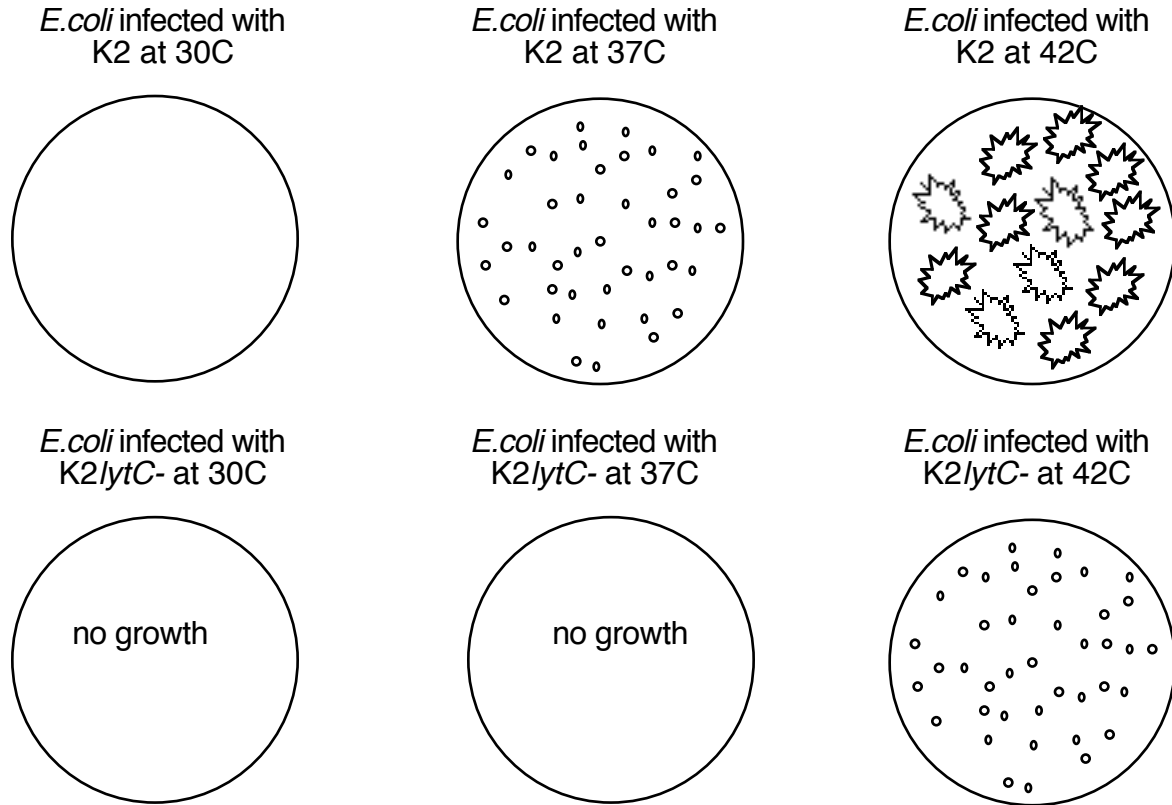 E.coli infected with
K2 at 30C
E.coli infected with
K2 at 37C
E.coli infected with
K2 at 42C
E.coli infected with
K2lytC- at 30C
E.coli infected with
K2lytC- at 37C
E.coli infected with
K2lytC- at 42C
no growth
no growth